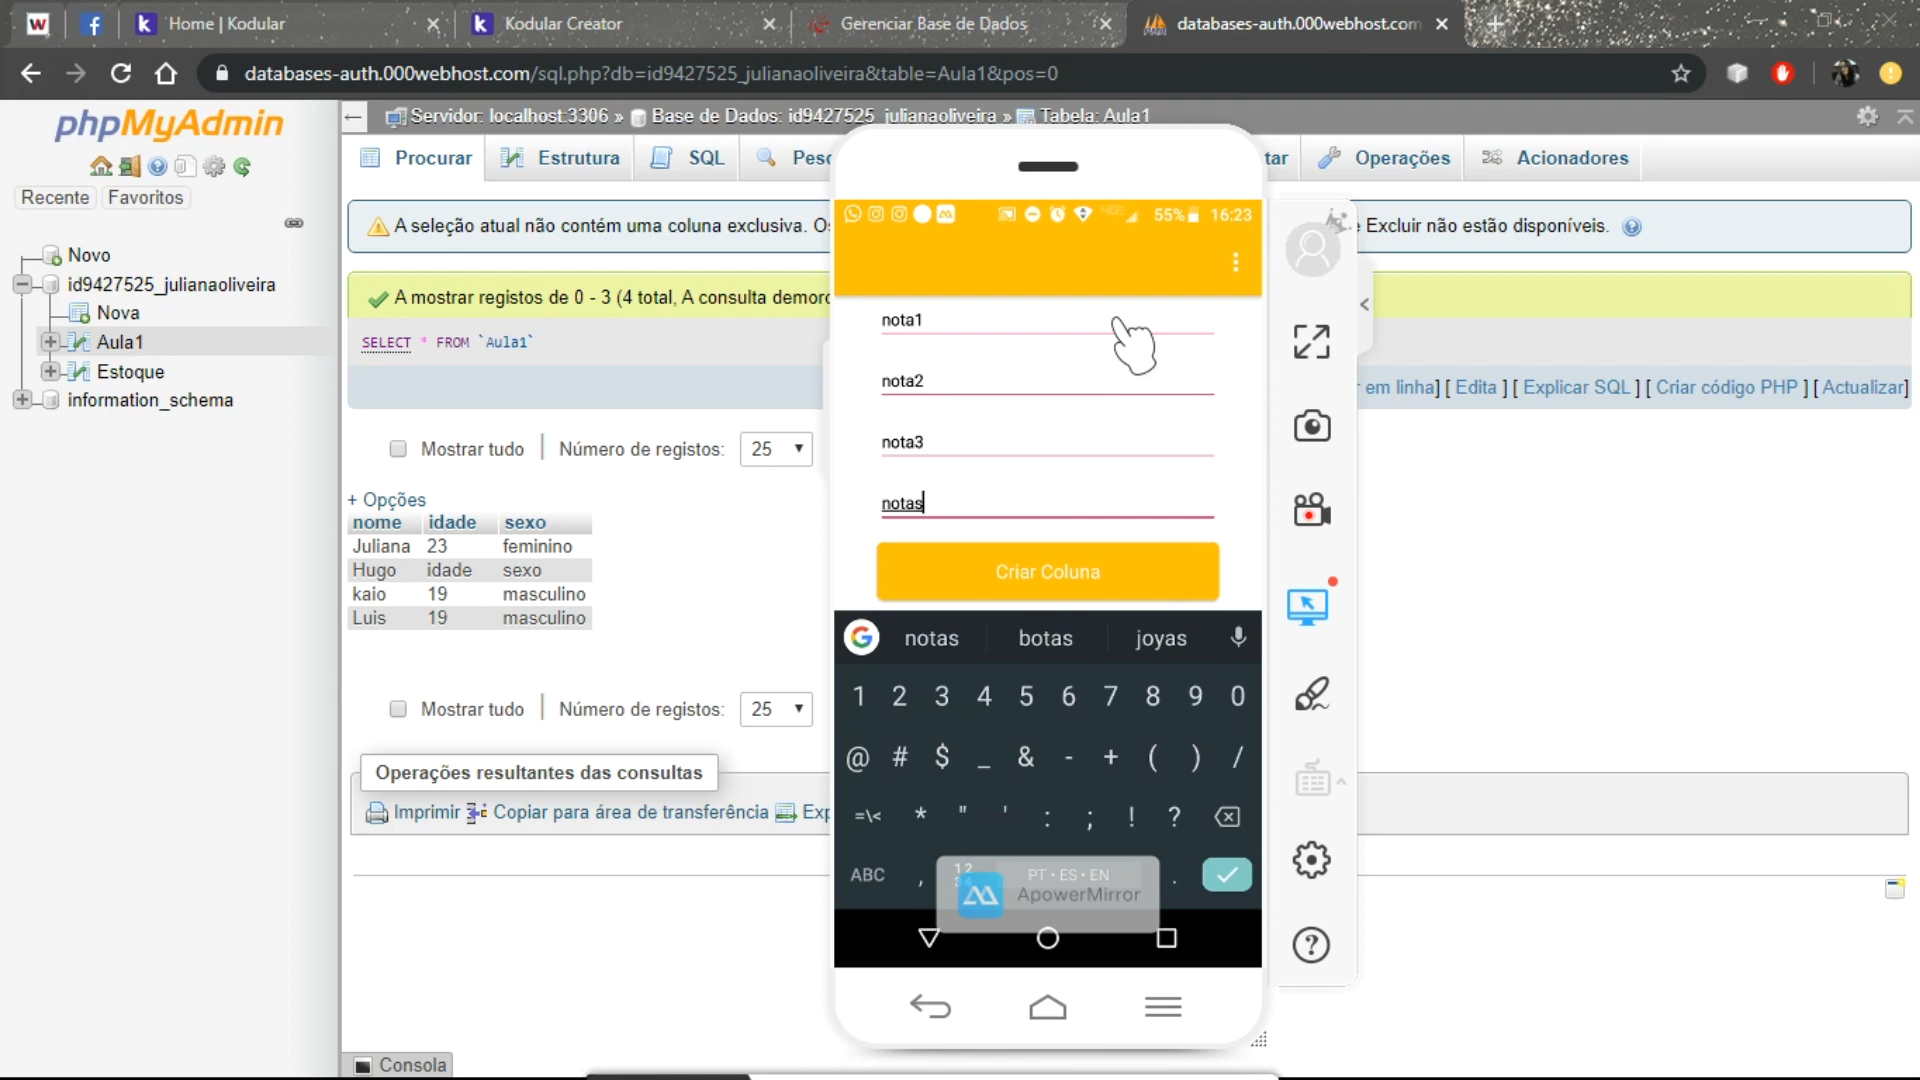 Home | Kodular
Kodular Creator
Gerenciar Base de Dados
databases-auth.000webhost.com
databases-auth.000webhost.com/sql.php?db=id9427525_julianaoliveira&table=Aula1&pos=0
phpMyAdmin
Recente
Favoritos
Novo
id9427525_julianaoliveira
Nova
Aula1
Estoque
information_schema
Servidor: localhost:3306 » Base de Dados: id9427525_julianaoliveira » Tabela: Aula1
Procurar
Estrutura
SQL
Operações
Acionadores
A seleção atual não contém uma coluna exclusiva.
Excluir não estão disponíveis.
A mostrar registos de 0 - 3 (4 total, A consulta
SELECT * FROM `Aula1`
em linha] [ Edita ] [ Explicar SQL ] [ Criar código PHP ] [ Actualizar]
Mostrar tudo
Número de registos:
25
+ Opções
nome idade sexo
Juliana 23 feminino
Hugo idade sexo
kaio 19 masculino
Luis 19 masculino
Mostrar tudo
Número de registos:
25
Operações resultantes das consultas
Imprimir
Copiar para área de transferência
Consola
55%
16:23
nota1
nota2
nota3
notas
Criar Coluna
notas botas joyas
1 2 3 4 5 6 7 8 9 0
@ # $ _ & - + ( ) /
=\< * " ' : ; ! ?
ABC , PT • ES • EN .
ApowerMirror